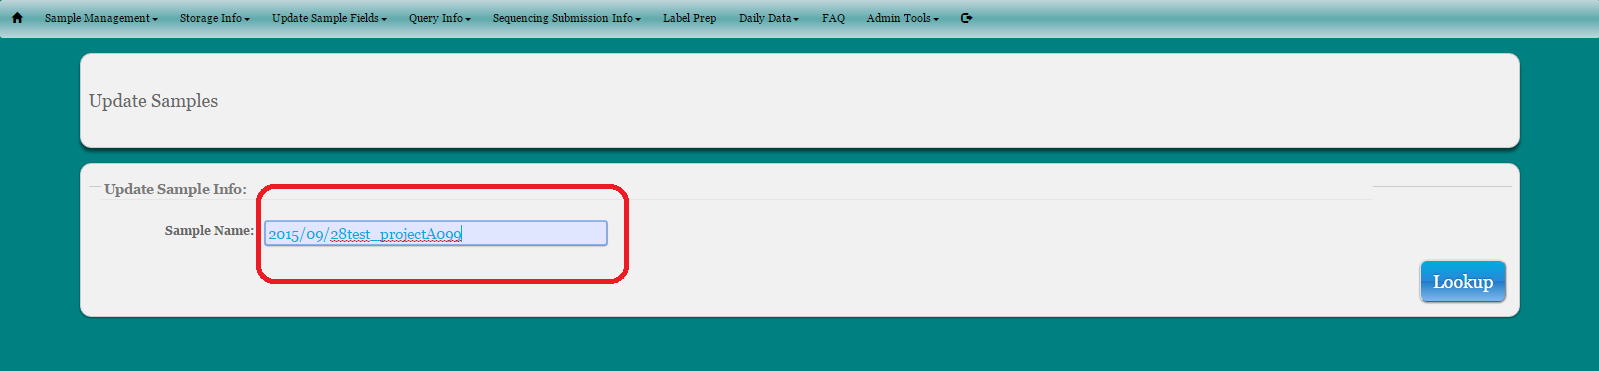 Sample Management Storage Info Update Sample Fields Query Info Sequencing Submission Info Label Prep Daily Data FAQ Admin Tools
Update Samples
Update Sample Info:
Sample Name: 2015/09/28test_projectA099
Lookup